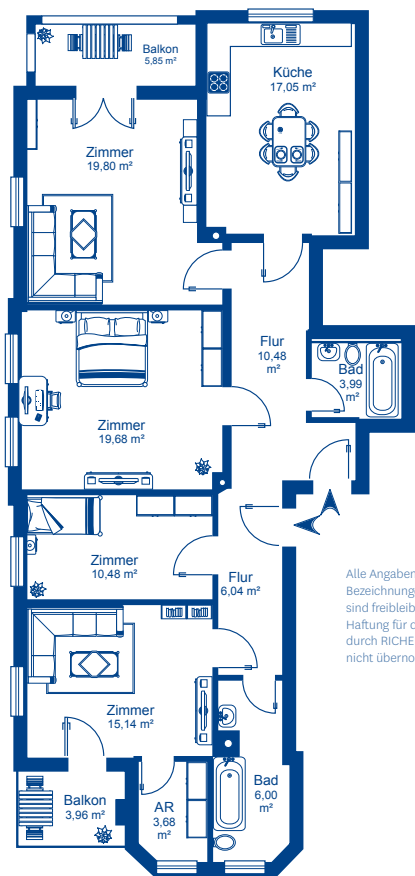 Balkon
5,85 m²
Küche
17,05 m²
Zimmer
19,80 m²
Flur
10,48
m²
Bad
3,99
m²
Zimmer
19,68 m²
Zimmer
10,48 m²
Flur
6,04 m²
Alle Angaben
Bezeichnunge
sind freibleib
Haftung für d
durch RICHE
nicht überno
Zimmer
15,14 m²
Balkon
3,96 m²
AR
3,68
m²
Bad
6,00
m²